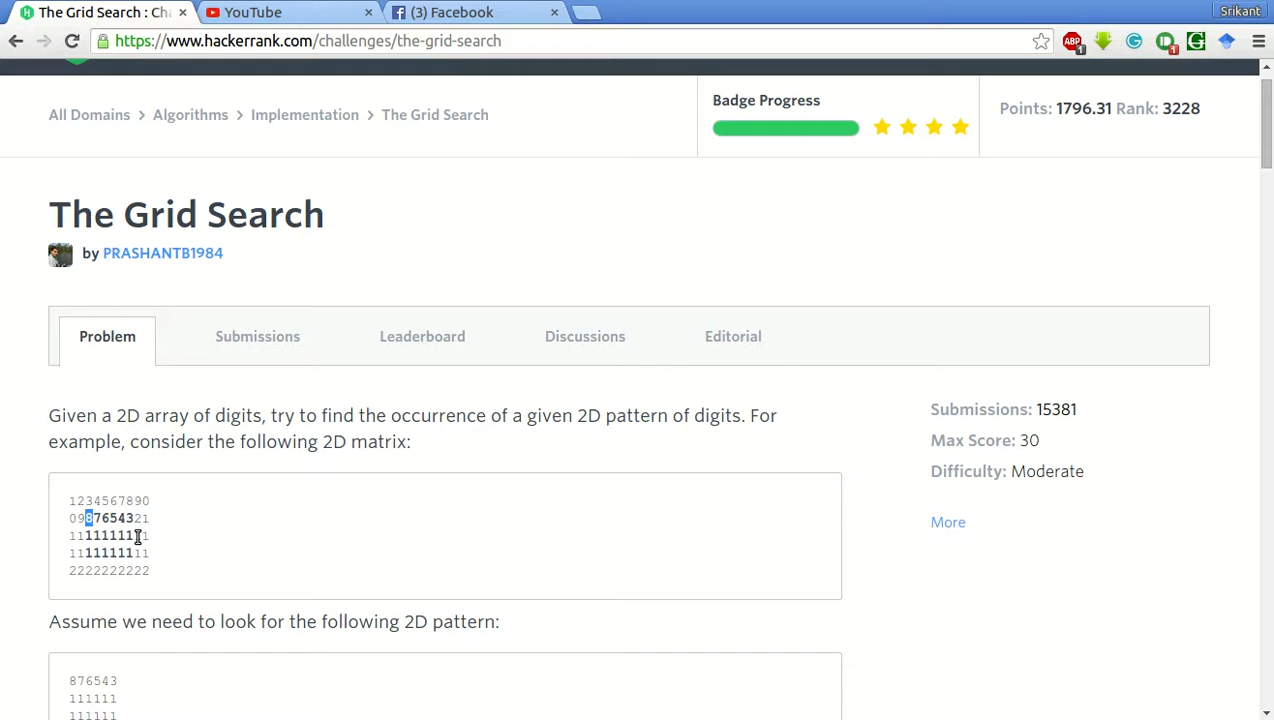 The Grid Search : Ch
YouTube
(3) Facebook
Srikant
https://www.hackerrank.com/challenges/the-grid-search
ABP
1
1
G
All Domains > Algorithms > Implementation > The Grid Search
Badge Progress
Points: 1796.31 Rank: 3228
The Grid Search
by PRASHANTB1984
Problem
Submissions
Leaderboard
Discussions
Editorial
Given a 2D array of digits, try to find the occurrence of a given 2D pattern of digits. For
example, consider the following 2D matrix:
1234567890
0987654321
1111111111
1111111111
2222222222
Assume we need to look for the following 2D pattern:
876543
111111
111111
Submissions: 15381
Max Score: 30
Difficulty: Moderate
More